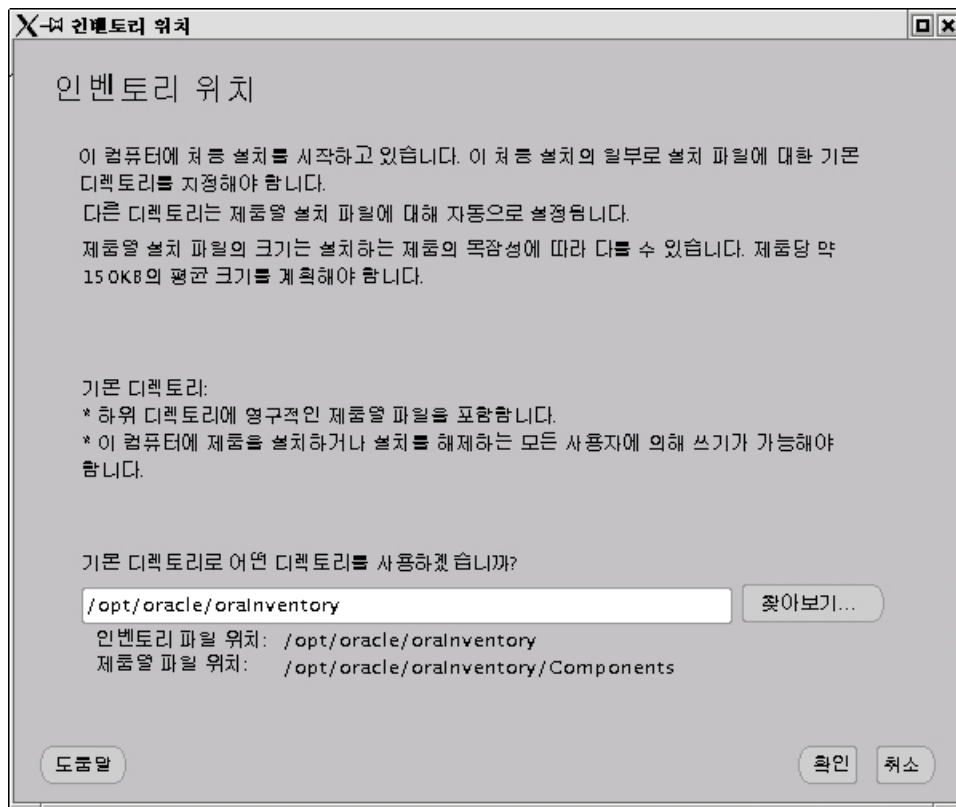 인벤토리 위치
인벤토리 위치
이 컴퓨터에 처음 설치를 시작하고 있습니다. 이 처음 설치의 일부로 설치 파일에 대한 기본
디렉토리를 지정해야 합니다.
다른 디렉토리는 제품별 설치 파일에 대해 자동으로 설정됩니다.
제품별 설치 파일의 크기는 설치하는 제품의 복잡성에 따라 다를 수 있습니다. 제품당 약
150KB의 평균 크기를 계획해야 합니다.
기본 디렉토리:
* 하위 디렉토리에 영구적인 제품별 파일을 포함합니다.
* 이 컴퓨터에 제품을 설치하거나 설치를 해제하는 모든 사용자에 의해 쓰기가 가능해야
합니다.
기본 디렉토리로 어떤 디렉토리를 사용하겠습니까?
/opt/oracle/oraInventory
찾아보기...
인벤토리 파일 위치: /opt/oracle/oraInventory
제품별 파일 위치: /opt/oracle/oraInventory/Components
도움말
확인
취소